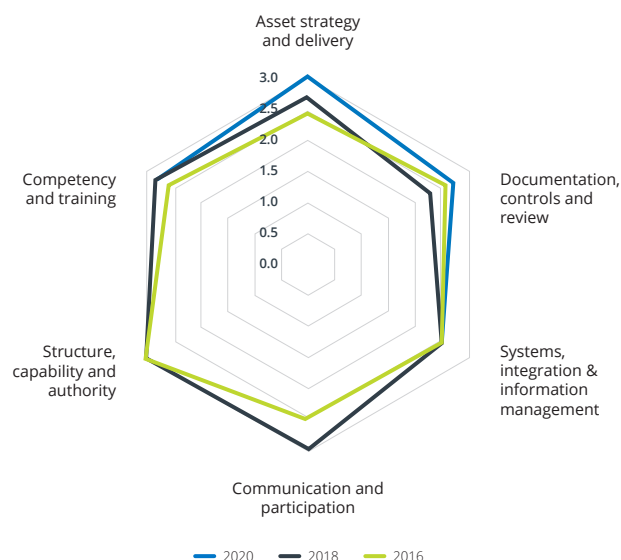 Asset strategy
and delivery
3.0
2.5
2.0
1.5
1.0
0.5
0.0
Competency
and training
Documentation,
controls and
review
Structure,
capability and
authority
Systems,
integration &
information
management
Communication and
participation
2020 2018 2016